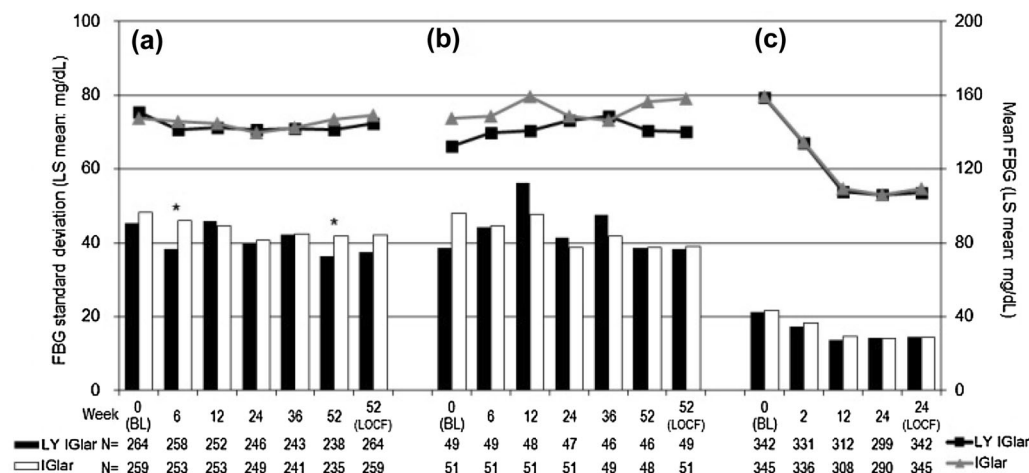 (a) (b) (c)
100 80 60 40 20 0
FBG standard deviation (LS mean: mg/dL)
200 160 120 80 40 0
Mean FBG (LS mean: mg/dL)
* *
Week 0 (BL) 6 12 24 36 52 52 (LOCF) 0 (BL) 6 12 24 36 52 52 (LOCF) 0 (BL) 2 12 24 24 (LOCF)
LY IGlar N= 264 258 252 246 243 238 264 49 49 48 47 46 46 49 342 331 312 299 342 LY IGlar
IGlar N= 259 253 253 249 241 235 259 51 51 51 51 49 48 51 345 336 308 290 345 IGlar